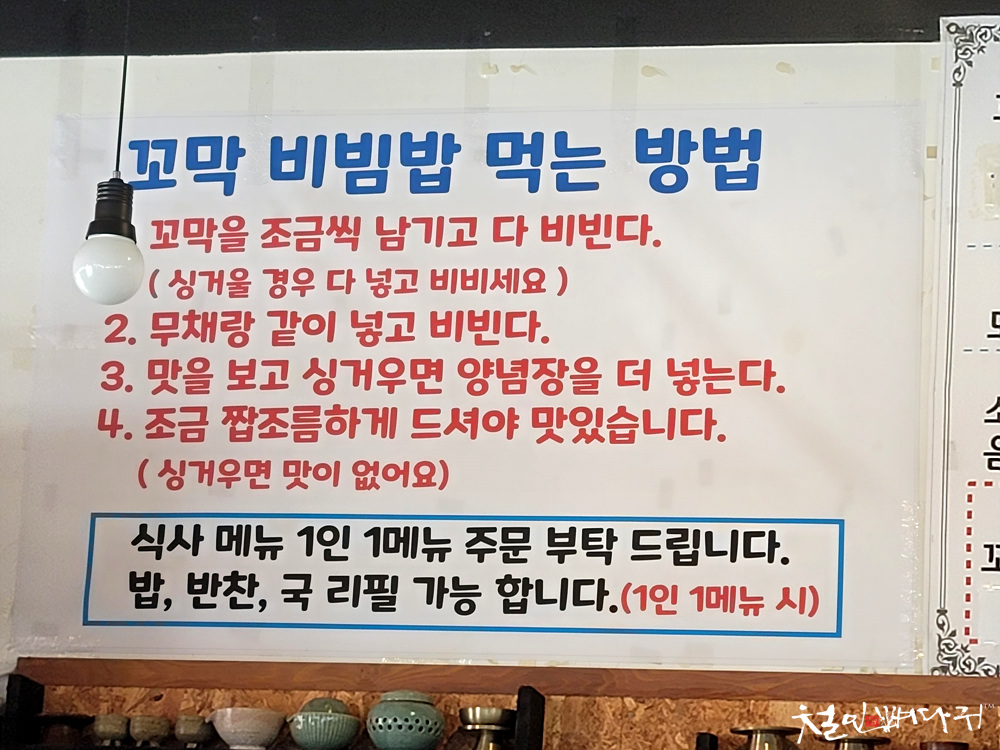 꼬막 비빔밥 먹는 방법
꼬막을 조금씩 남기고 다 비빈다.
( 싱거울 경우 다 넣고 비비세요 )
2. 무채랑 같이 넣고 비빈다.
3. 맛을 보고 싱거우면 양념장을 더 넣는다.
4. 조금 짭조름하게 드셔야 맛있습니다.
( 싱거우면 맛이 없어요)
식사 메뉴 1인 1메뉴 주문 부탁 드립니다.
밥, 반찬, 국 리필 가능 합니다.(1인 1메뉴 시)
소
음